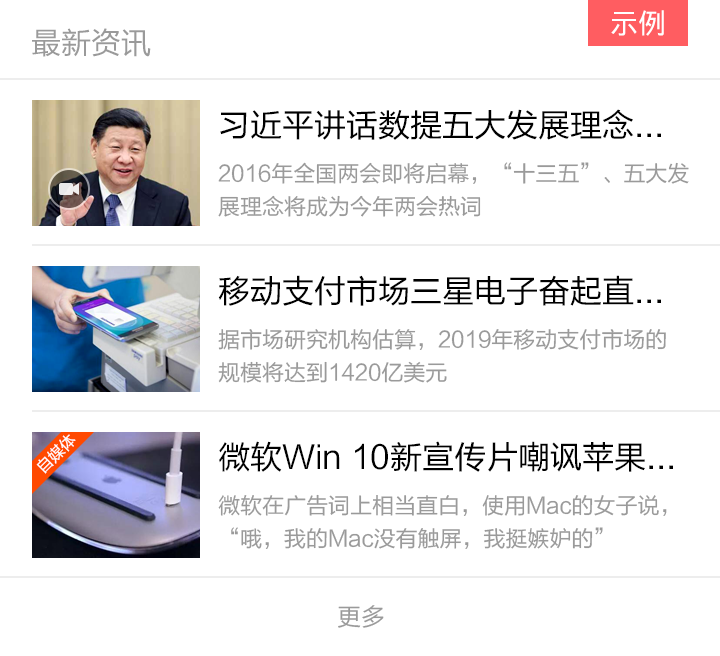 示例
最新资讯
习近平讲话数提五大发展理念...
2016年全国两会即将启幕，“十三五”、五大发
展理念将成为今年两会热词
移动支付市场三星电子奋起直...
据市场研究机构估算，2019年移动支付市场的
规模将达到1420亿美元
自媒体
微软Win 10新宣传片嘲讽苹果...
微软在广告词上相当直白，使用Mac的女子说，
“哦，我的Mac没有触屏，我挺嫉妒的”
更多